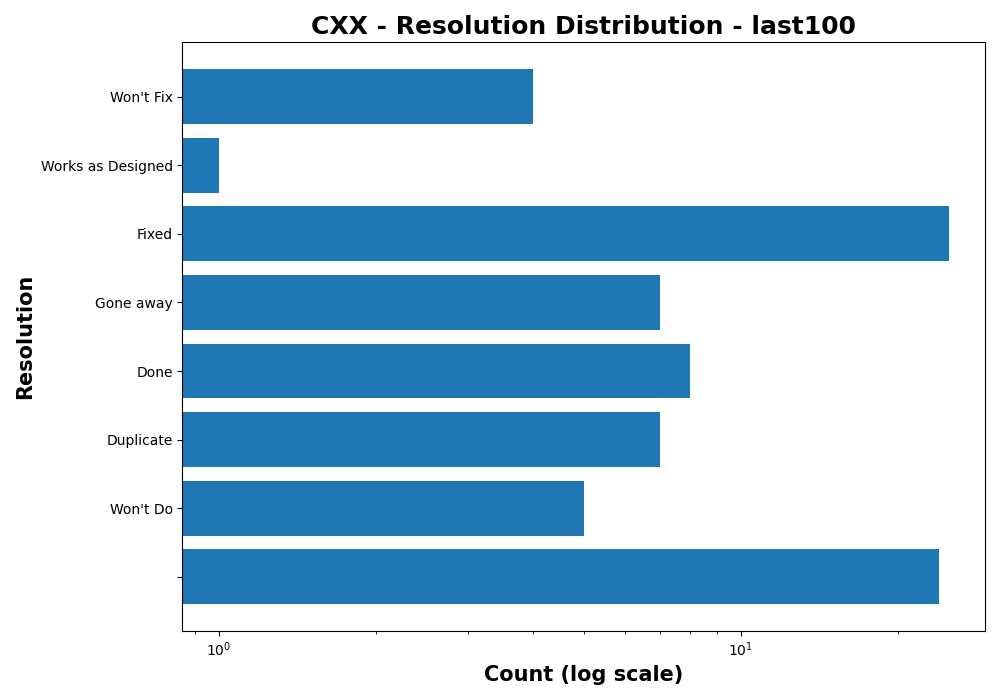 CXX - Resolution Distribution - last100
Won't Fix
Works as Designed
Fixed
Gone away
Done
Duplicate
Won't Do
Resolution
10⁰ 10¹
Count (log scale)